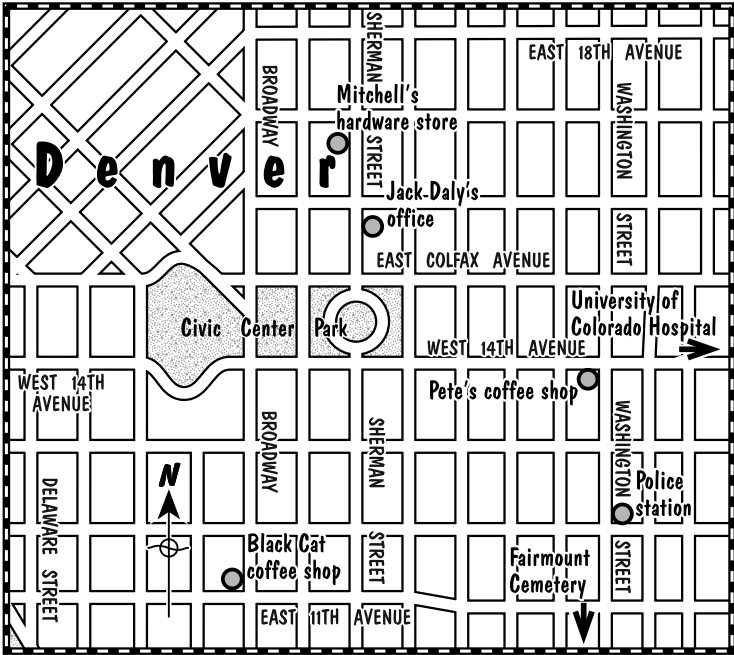 EAST 18TH AVENUE
SHERMAN
STREET
BROADWAY
WASHINGTON
STREET
Mitchell's
hardware store
Denver
Jack Daly's
office
EAST COLFAX AVENUE
University of
Colorado Hospital
Civic Center Park
WEST 14TH AVENUE
WEST 14TH
AVENUE
Pete's coffee shop
BROADWAY
SHERMAN
STREET
WASHINGTON
STREET
N
DELAWARE STREET
Police
station
Black Cat
coffee shop
Fairmount
Cemetery
EAST 11TH AVENUE